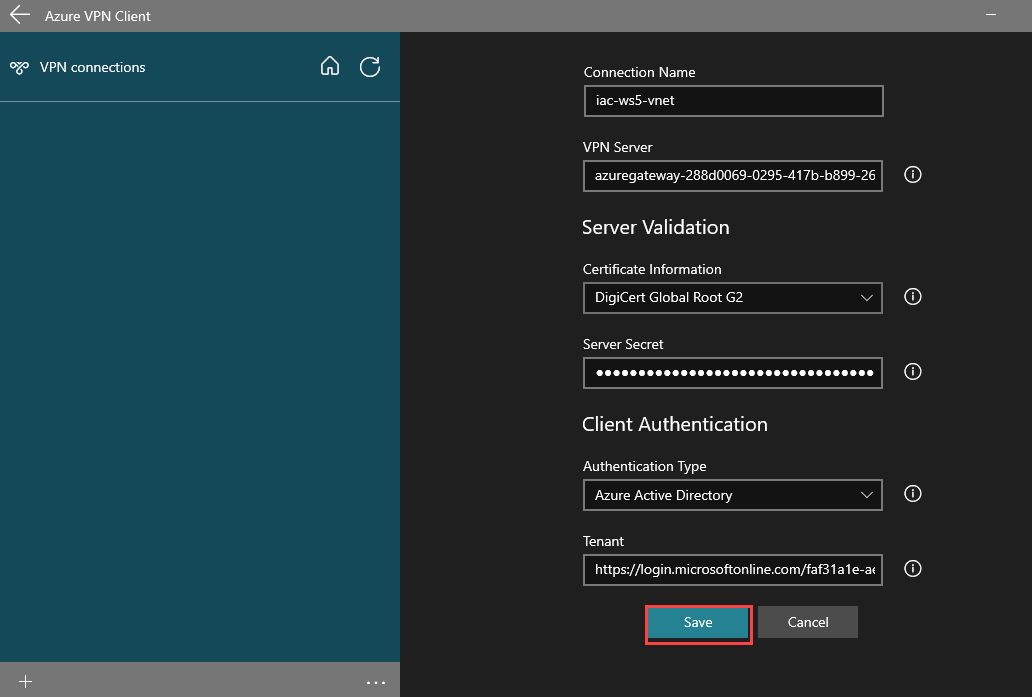 Azure VPN Client
VPN connections
Connection Name
iac-ws5-vnet
VPN Server
azuregateway-288d0069-0295-417b-b899-26
Server Validation
Certificate Information
DigiCert Global Root G2
Server Secret
Client Authentication
Authentication Type
Azure Active Directory
Tenant
https://login.microsoftonline.com/faf31a1e-ae
Save
Cancel